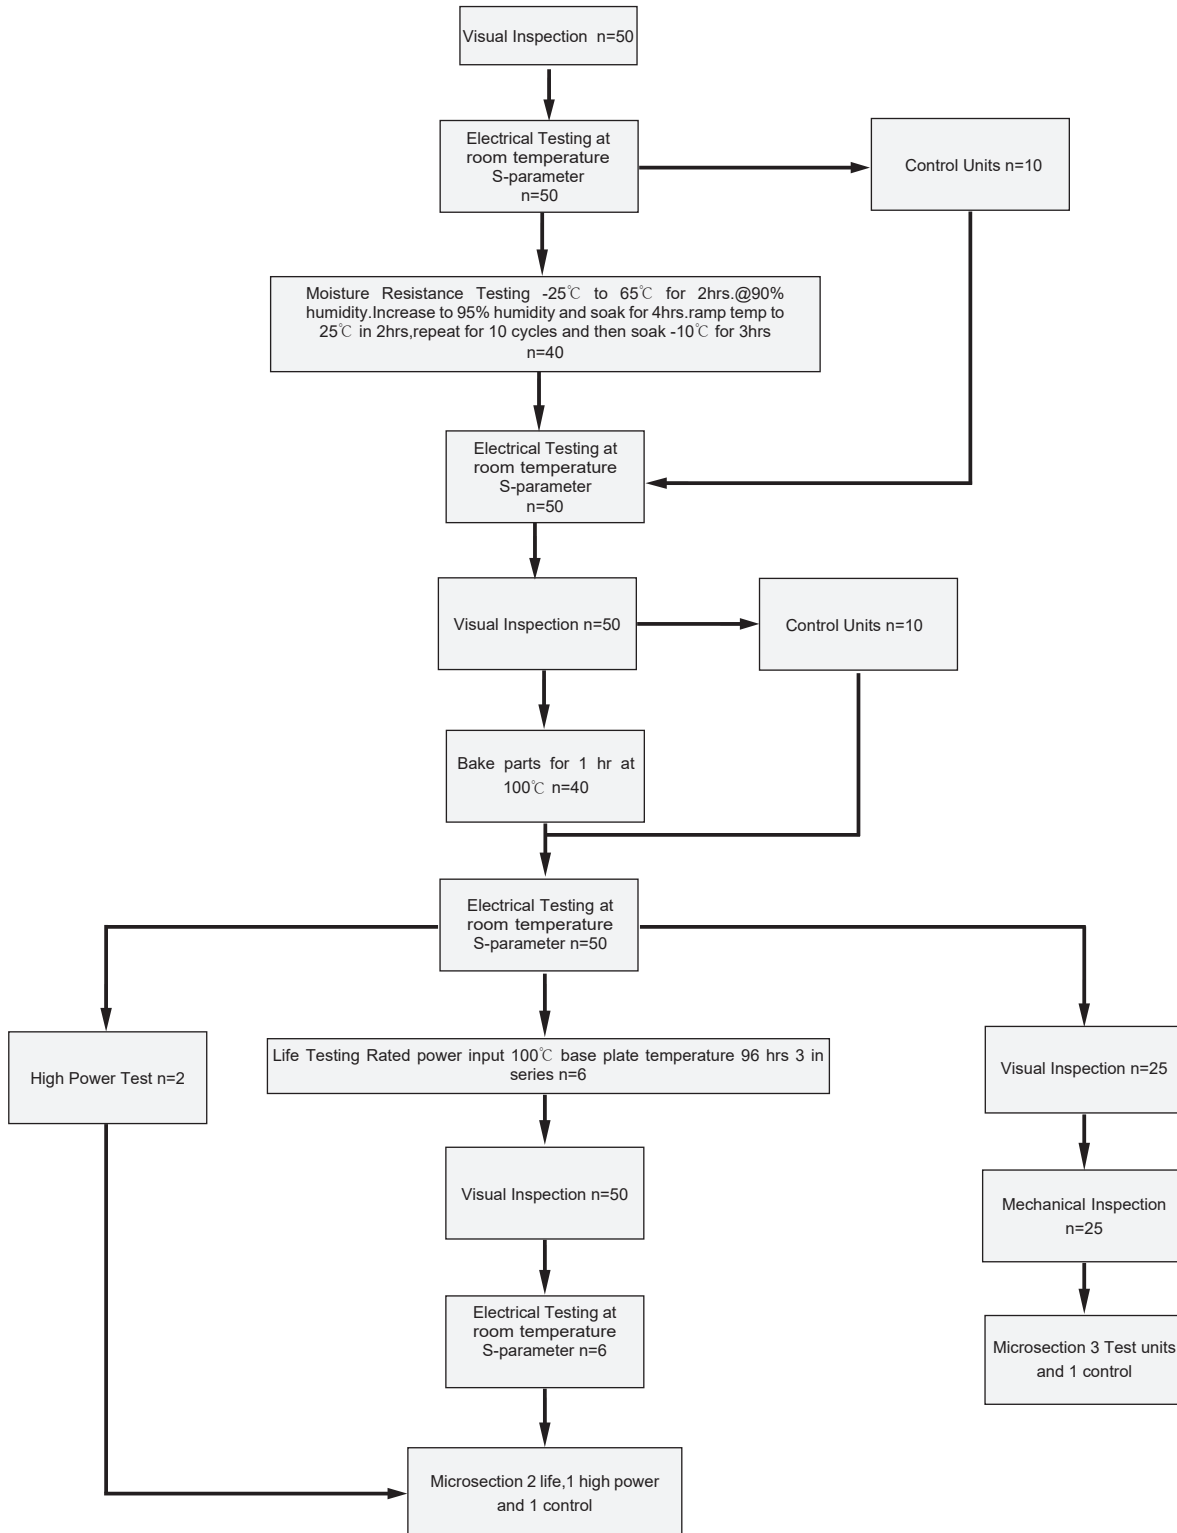 Visual Inspection n=50
Electrical Testing at
room temperature
S-parameter
n=50
Control Units n=10
Moisture Resistance Testing -25℃ to 65℃ for 2hrs.@90%
humidity.Increase to 95% humidity and soak for 4hrs.ramp temp to
25℃ in 2hrs,repeat for 10 cycles and then soak -10℃ for 3hrs
n=40
Electrical Testing at
room temperature
S-parameter
n=50
Visual Inspection n=50
Control Units n=10
Bake parts for 1 hr at
100℃ n=40
Electrical Testing at
room temperature
S-parameter n=50
High Power Test n=2
Life Testing Rated power input 100℃ base plate temperature 96 hrs 3 in
series n=6
Visual Inspection n=25
Visual Inspection n=50
Mechanical Inspection
n=25
Electrical Testing at
room temperature
S-parameter n=6
Microsection 3 Test units
and 1 control
Microsection 2 life,1 high power
and 1 control